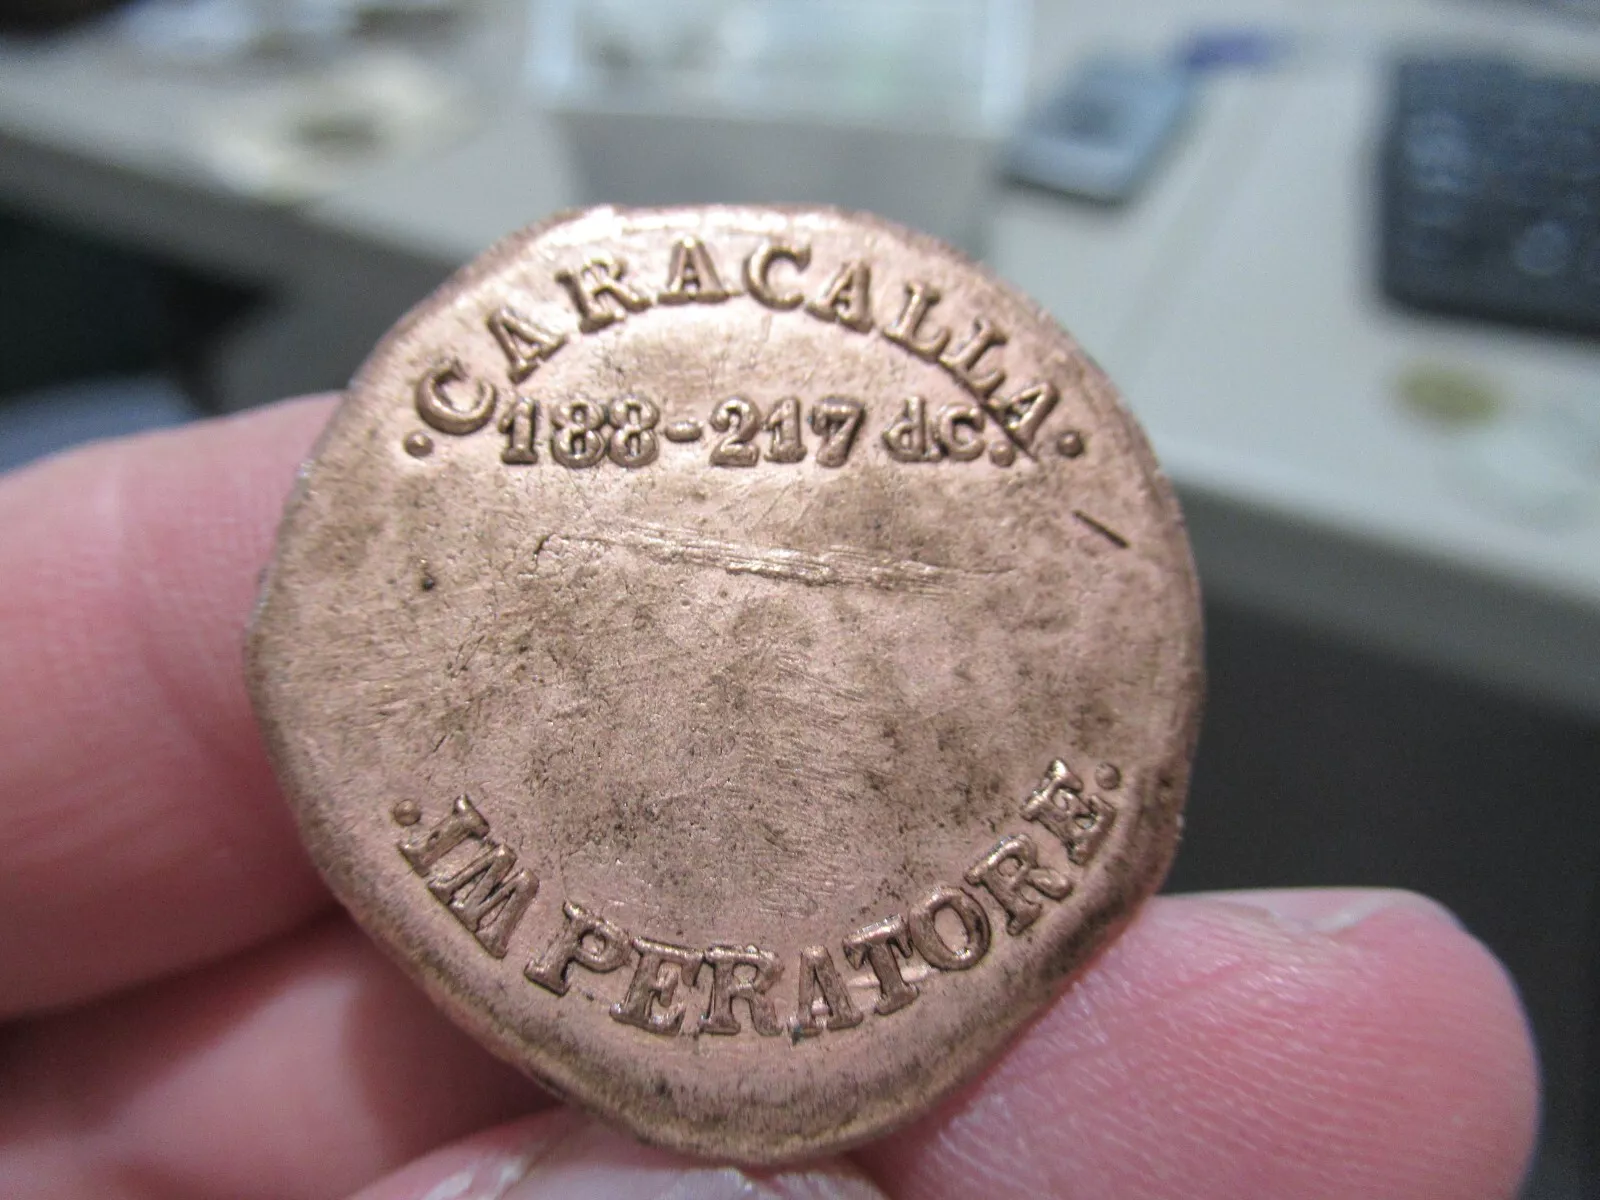 ·CARACALLA·
188-217 d.C.
·IMPERATORE·